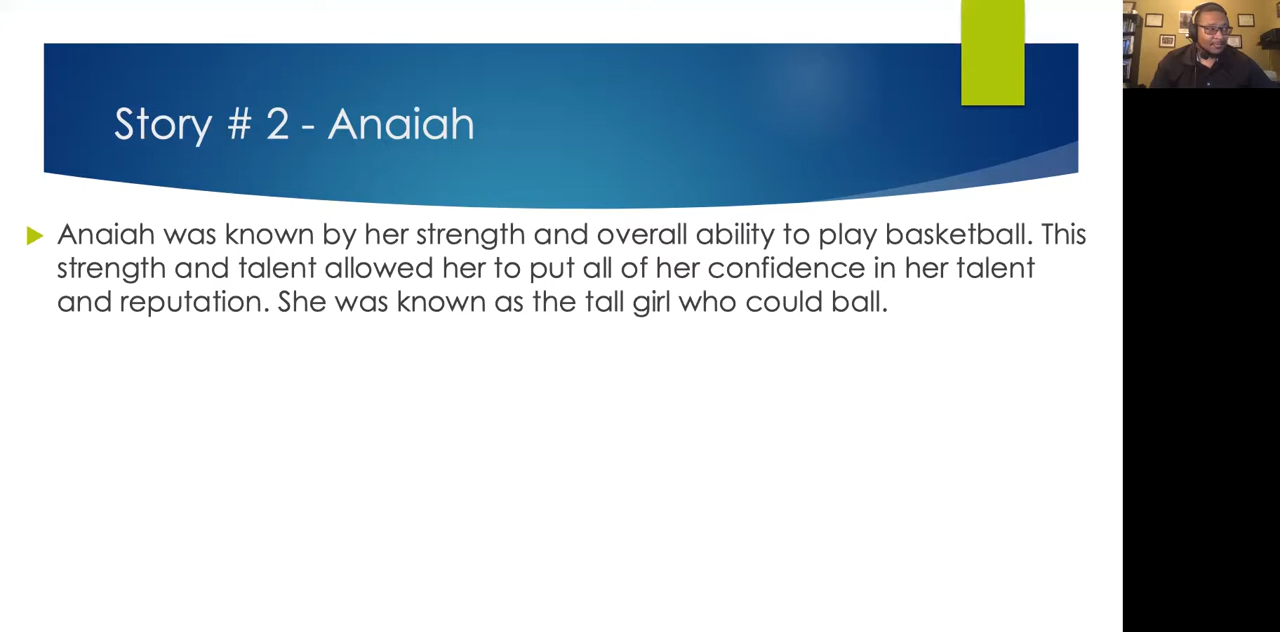 Story # 2 - Anaiah
Anaiah was known by her strength and overall ability to play basketball. This
strength and talent allowed her to put all of her confidence in her talent
and reputation. She was known as the tall girl who could ball.